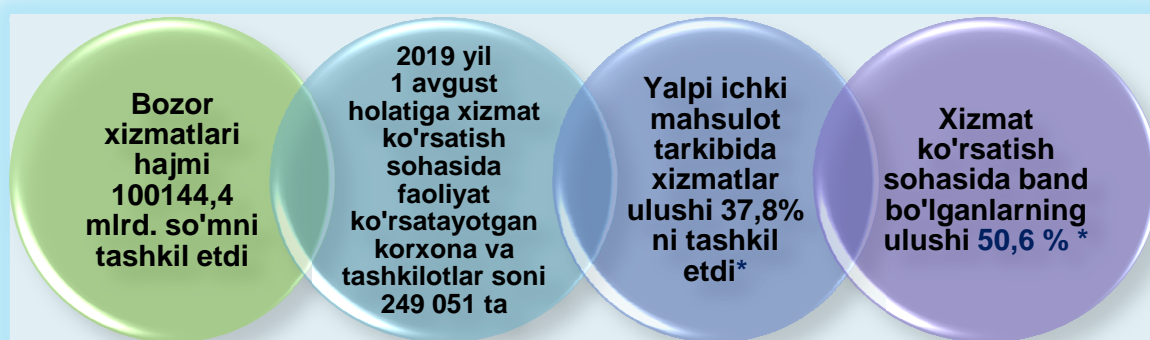 Bozor
xizmatlari
hajmi
100144,4
mlrd. so'mni
tashkil etdi
2019 yil
1 avgust
holatiga xizmat
ko'rsatish
sohasida
faoliyat
ko'rsatayotgan
korxona va
tashkilotlar soni
249 051 ta
Yalpi ichki
mahsulot
tarkibida
xizmatlar
ulushi 37,8%
ni tashkil
etdi*
Xizmat
ko'rsatish
sohasida band
bo'lganlarning
ulushi 50,6 % *